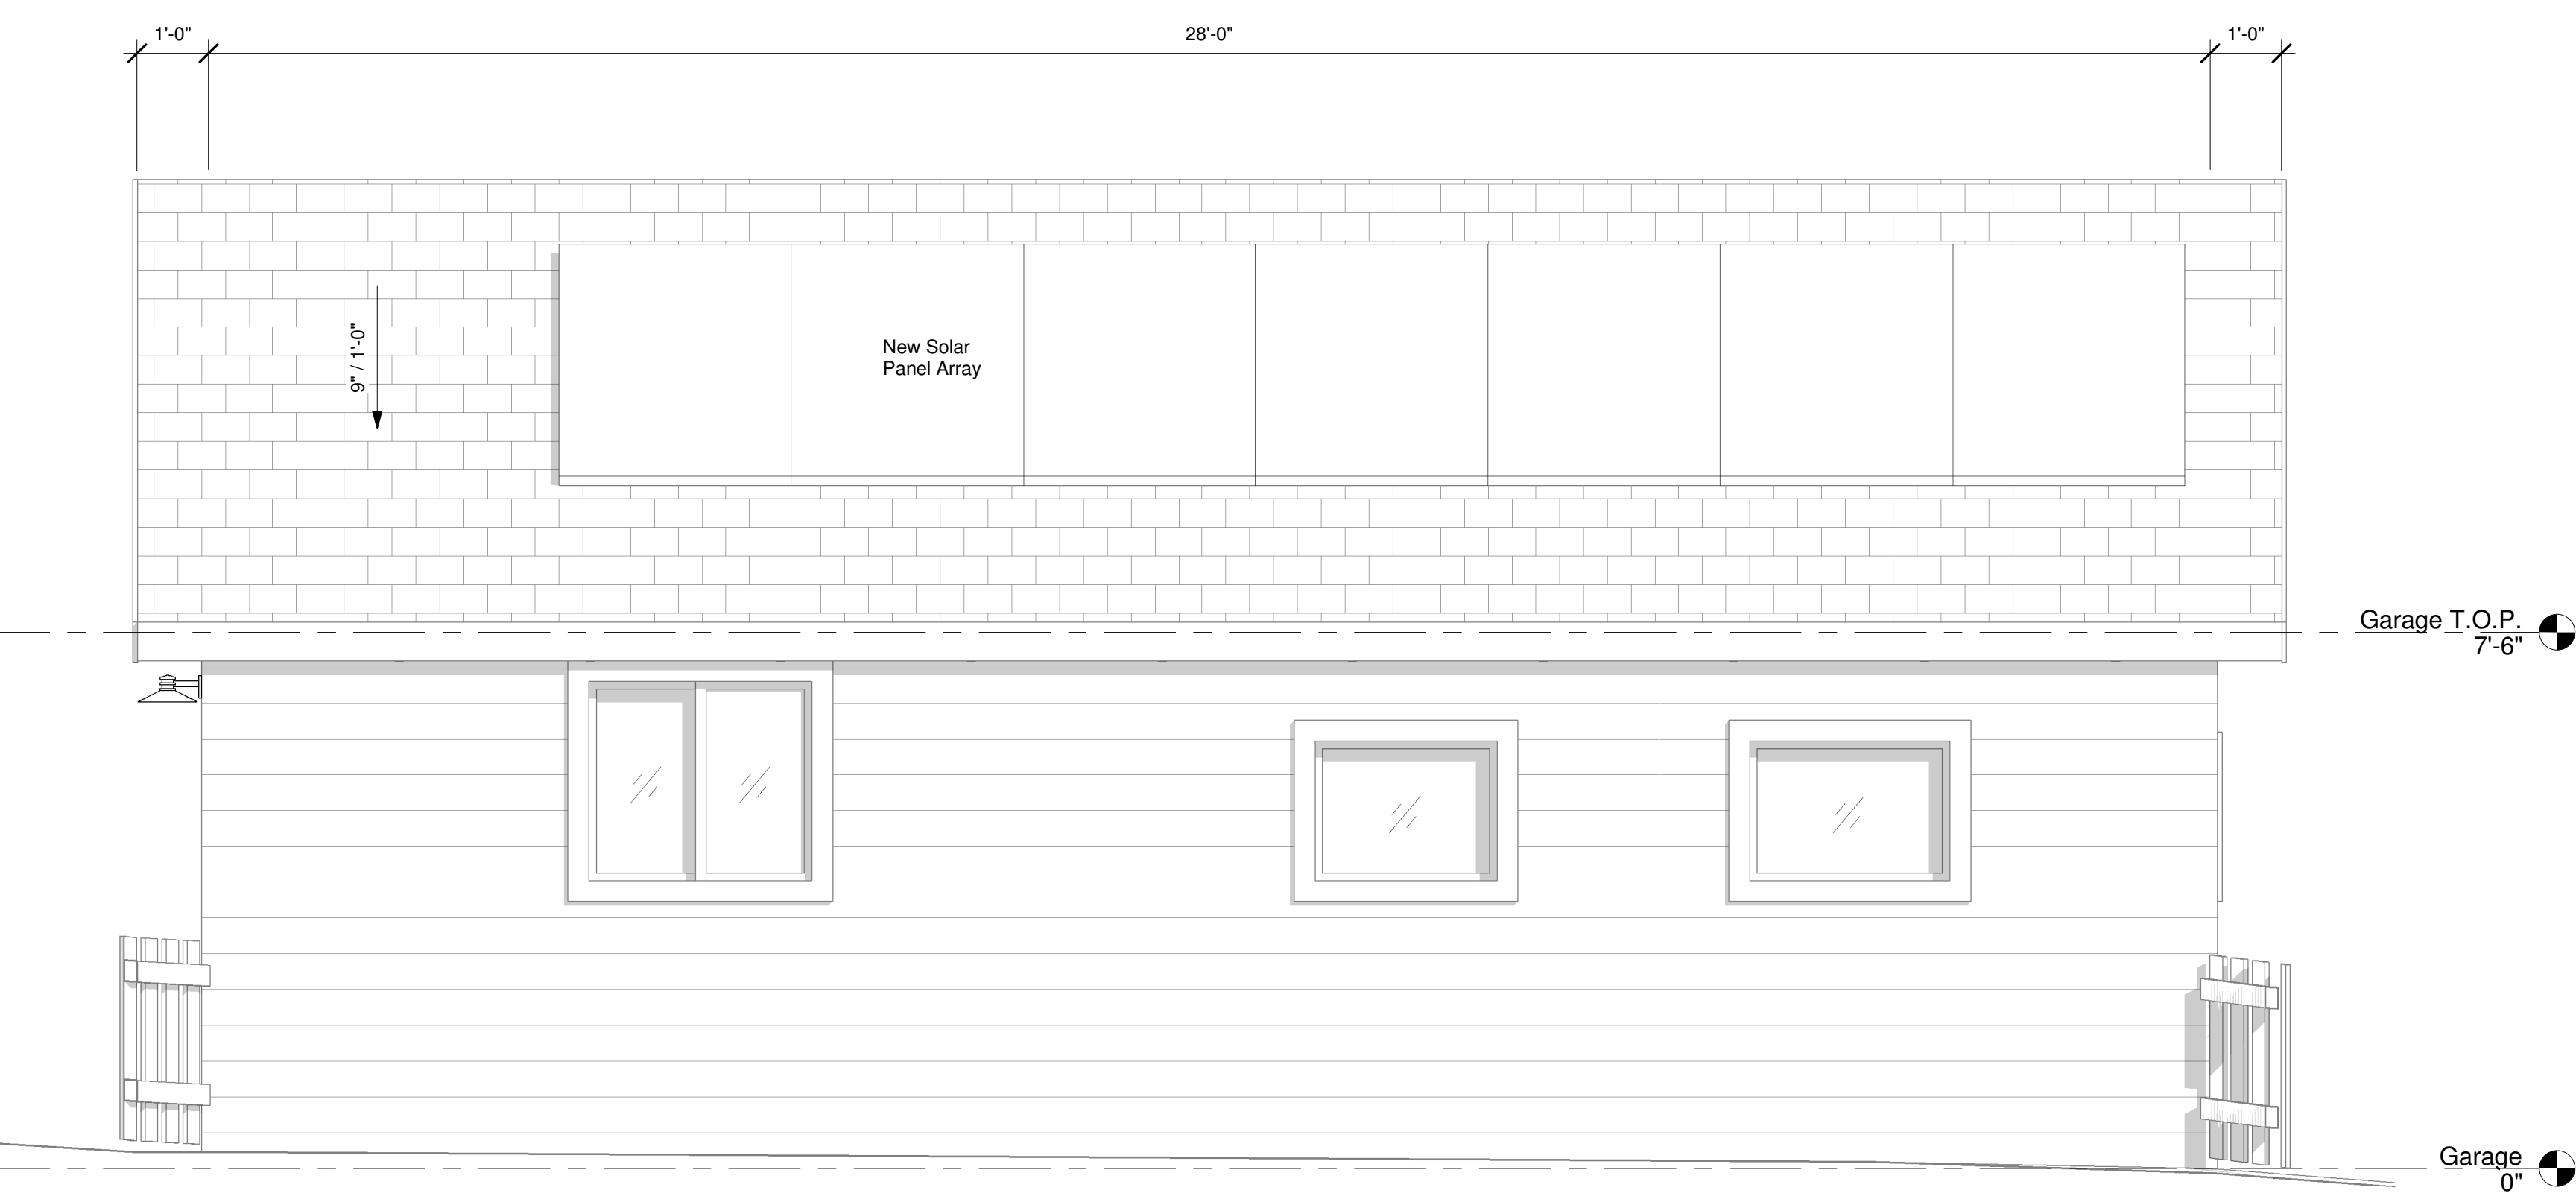 1'-0"
28'-0"
1'-0"
New Solar
Panel Array
9" / 1'-0"
Garage T.O.P.
7'-6"
Garage
0"